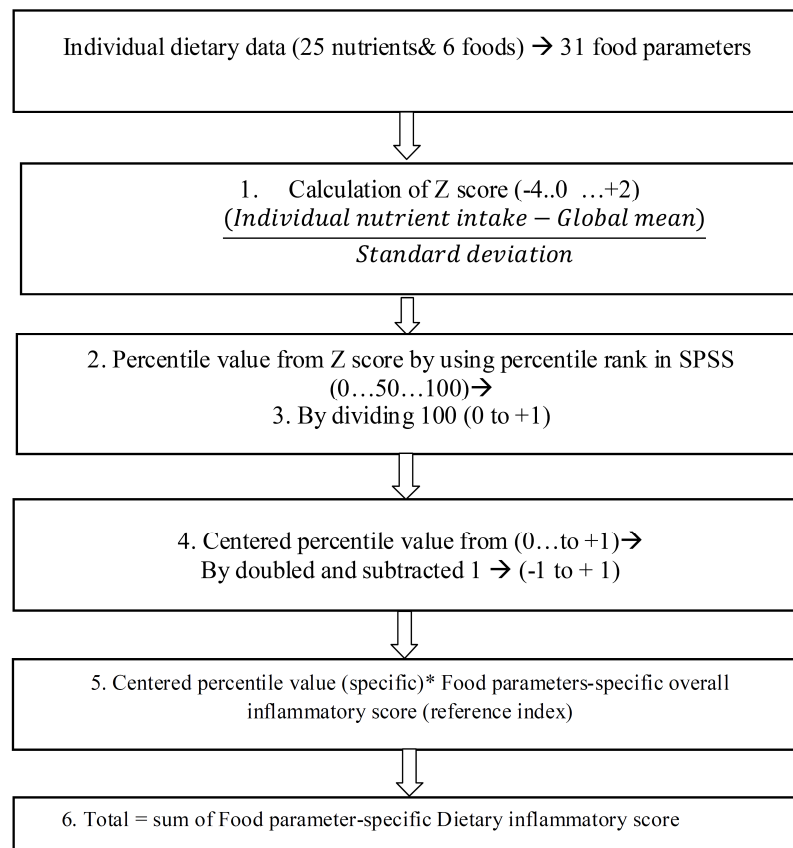 Individual dietary data (25 nutrients& 6 foods) → 31 food parameters
1. Calculation of Z score (-4..0 …+2)
(Individual nutrient intake − Global mean)
Standard deviation
2. Percentile value from Z score by using percentile rank in SPSS
(0…50…100)→
3. By dividing 100 (0 to +1)
4. Centered percentile value from (0…to +1)→
By doubled and subtracted 1 → (-1 to + 1)
5. Centered percentile value (specific)* Food parameters-specific overall
inflammatory score (reference index)
6. Total = sum of Food parameter-specific Dietary inflammatory score